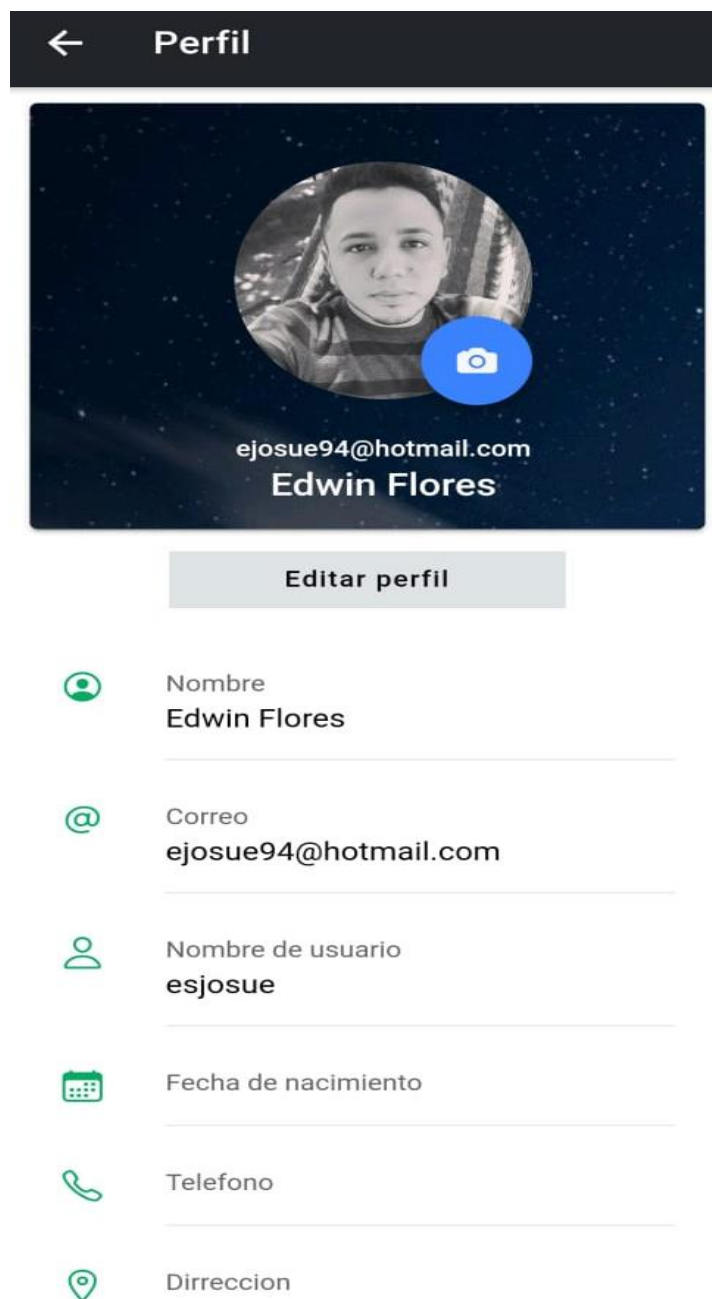 Perfil
ejosue94@hotmail.com
Edwin Flores
Editar perfil
Nombre
Edwin Flores
Correo
ejosue94@hotmail.com
Nombre de usuario
esjosue
Fecha de nacimiento
Telefono
Dirreccion